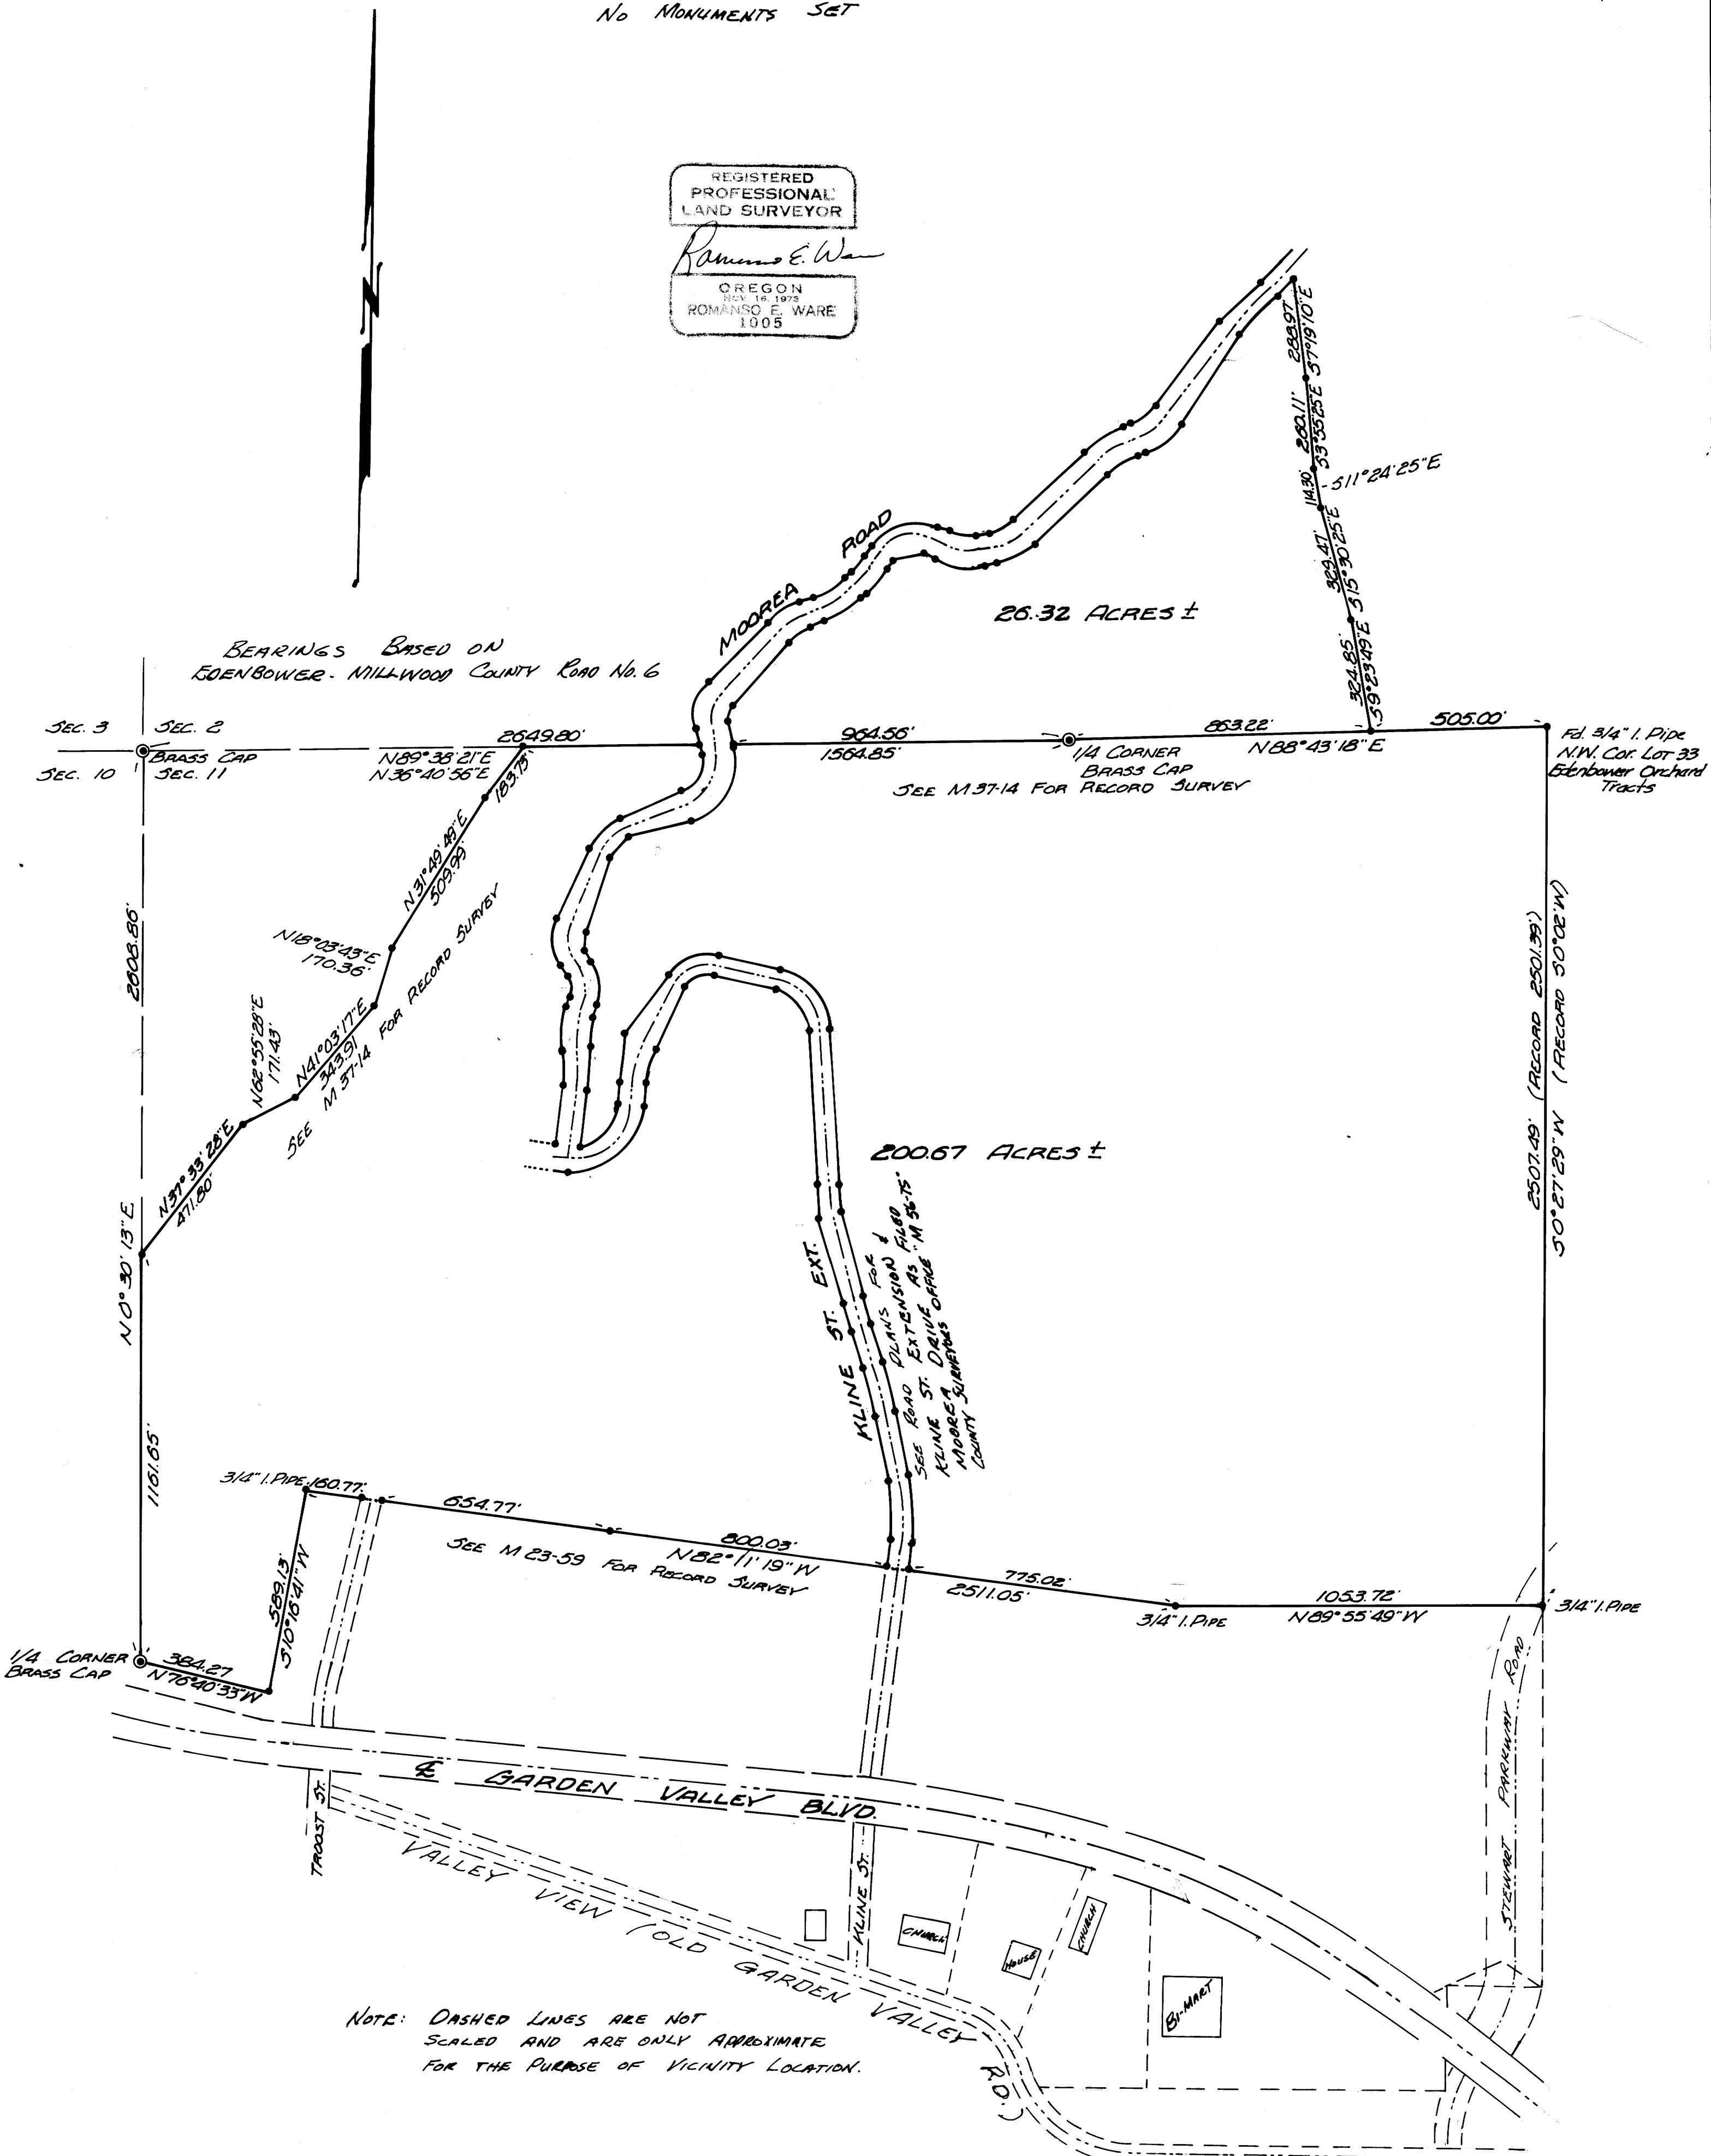 No MONUMENTS SET
REGISTERED
PROFESSIONAL
LAND SURVEYOR
OREGON
NOV. 16, 1973
ROMANSO E. WARE
1005
N
BEARINGS BASED ON
EDENBOWER - MILLWOOD COUNTY ROAD No. 6
MOOREA ROAD
26.32 ACRES ±
288.97'
S7°19'10"E
260.11'
S3°55'25"E
114.30'
S11°24'25"E
329.47'
S15°30'25"E
324.85'
S9°23'49"E
SEC. 3
SEC. 2
BRASS CAP
SEC. 10
SEC. 11
2649.80'
N89°38'21"E
N36°40'56"E
183.73'
964.56'
1564.85'
1/4 CORNER
BRASS CAP
SEE M37-14 FOR RECORD SURVEY
863.22'
N88°43'18"E
505.00'
Fd. 3/4" I. Pipe
N.W. Cor. LOT 33
Edenbower Orchard
Tracts
N31°49'49"E
509.99'
N18°03'43"E
170.36'
N41°03'17"E
343.91
SEE M 37-14 FOR RECORD SURVEY
N62°55'28"E
171.43'
N37°33'28"E
471.80'
2608.86'
N0°30'13"E
1161.65'
200.67 ACRES ±
2507.49' (RECORD 2501.39')
S0°27'29"W (RECORD S0°02'W)
KLINE ST. EXT.
SEE ROAD PLANS FOR
KLINE ST. EXTENSION &
MOOREA DRIVE AS FILED
COUNTY SURVEYORS OFFICE "M 56-75"
3/4" I. PIPE
160.77'
654.77'
SEE M 23-59 FOR RECORD SURVEY
800.03'
N82°11'19"W
775.02'
2511.05'
3/4" I. PIPE
1053.72'
N89°55'49"W
3/4" I. PIPE
589.13'
S10°16'41"W
1/4 CORNER
BRASS CAP
384.27
N76°40'33"W
℄ GARDEN VALLEY BLVD.
TROOST ST.
VALLEY VIEW (OLD GARDEN VALLEY RD.)
KLINE ST.
CHURCH
HOUSE
CHURCH
BI-MART
STEWART PARKWAY ROAD
NOTE: DASHED LINES ARE NOT
SCALED AND ARE ONLY APPROXIMATE
FOR THE PURPOSE OF VICINITY LOCATION.